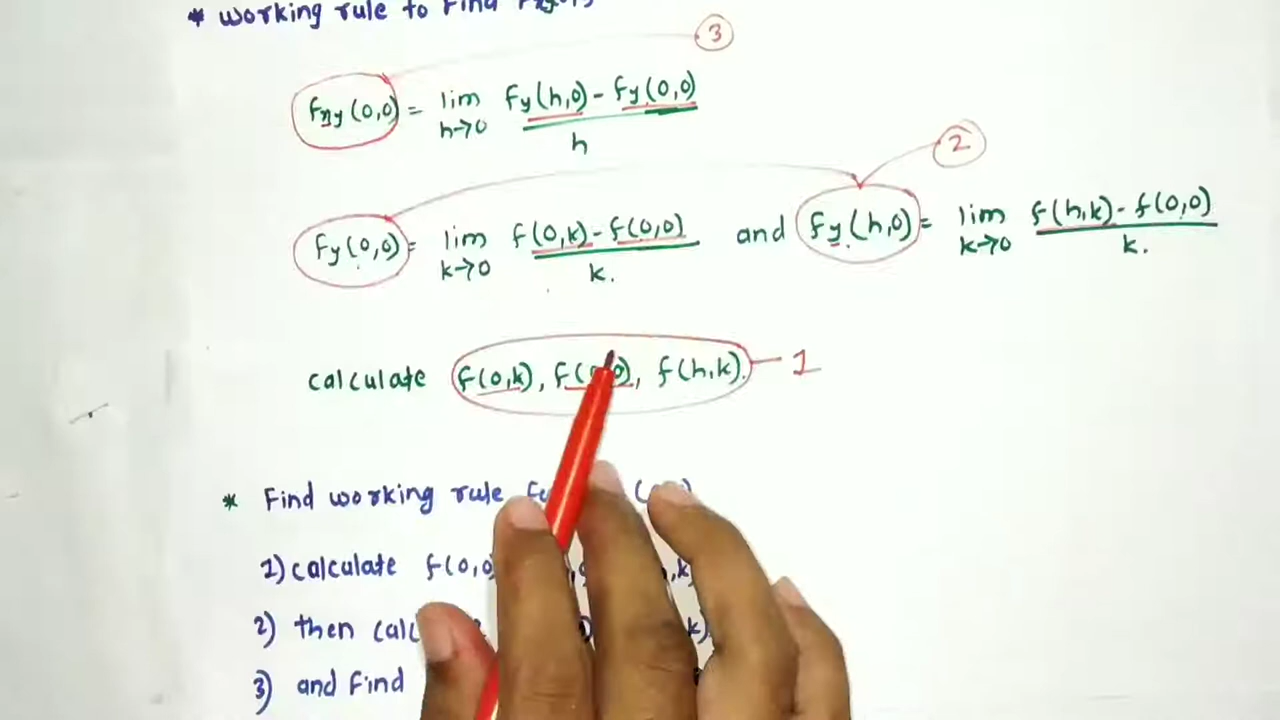 * working rule to Find
③
fxy(0,0) = lim h→0 fy(h,0) - fy(0,0) / h
②
fy(0,0) = lim k→0 f(0,k) - f(0,0) / k. and fy(h,0) = lim k→0 f(h,k) - f(0,0) / k.
calculate f(0,k), f( 0), f(h,k). — 1
* Find working rule
1) calculate f(0,0 ,k)
2) then cal k).
3) and Find